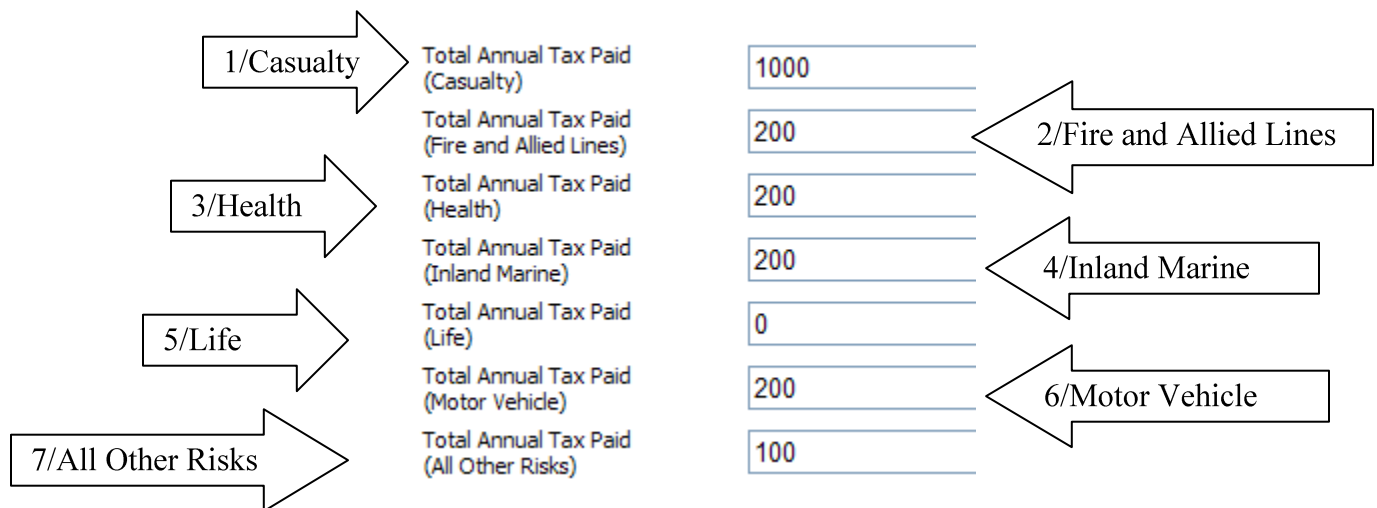 1/Casualty
Total Annual Tax Paid
(Casualty)
1000
Total Annual Tax Paid
(Fire and Allied Lines)
200
2/Fire and Allied Lines
3/Health
Total Annual Tax Paid
(Health)
200
Total Annual Tax Paid
(Inland Marine)
200
4/Inland Marine
5/Life
Total Annual Tax Paid
(Life)
0
Total Annual Tax Paid
(Motor Vehicle)
200
6/Motor Vehicle
7/All Other Risks
Total Annual Tax Paid
(All Other Risks)
100